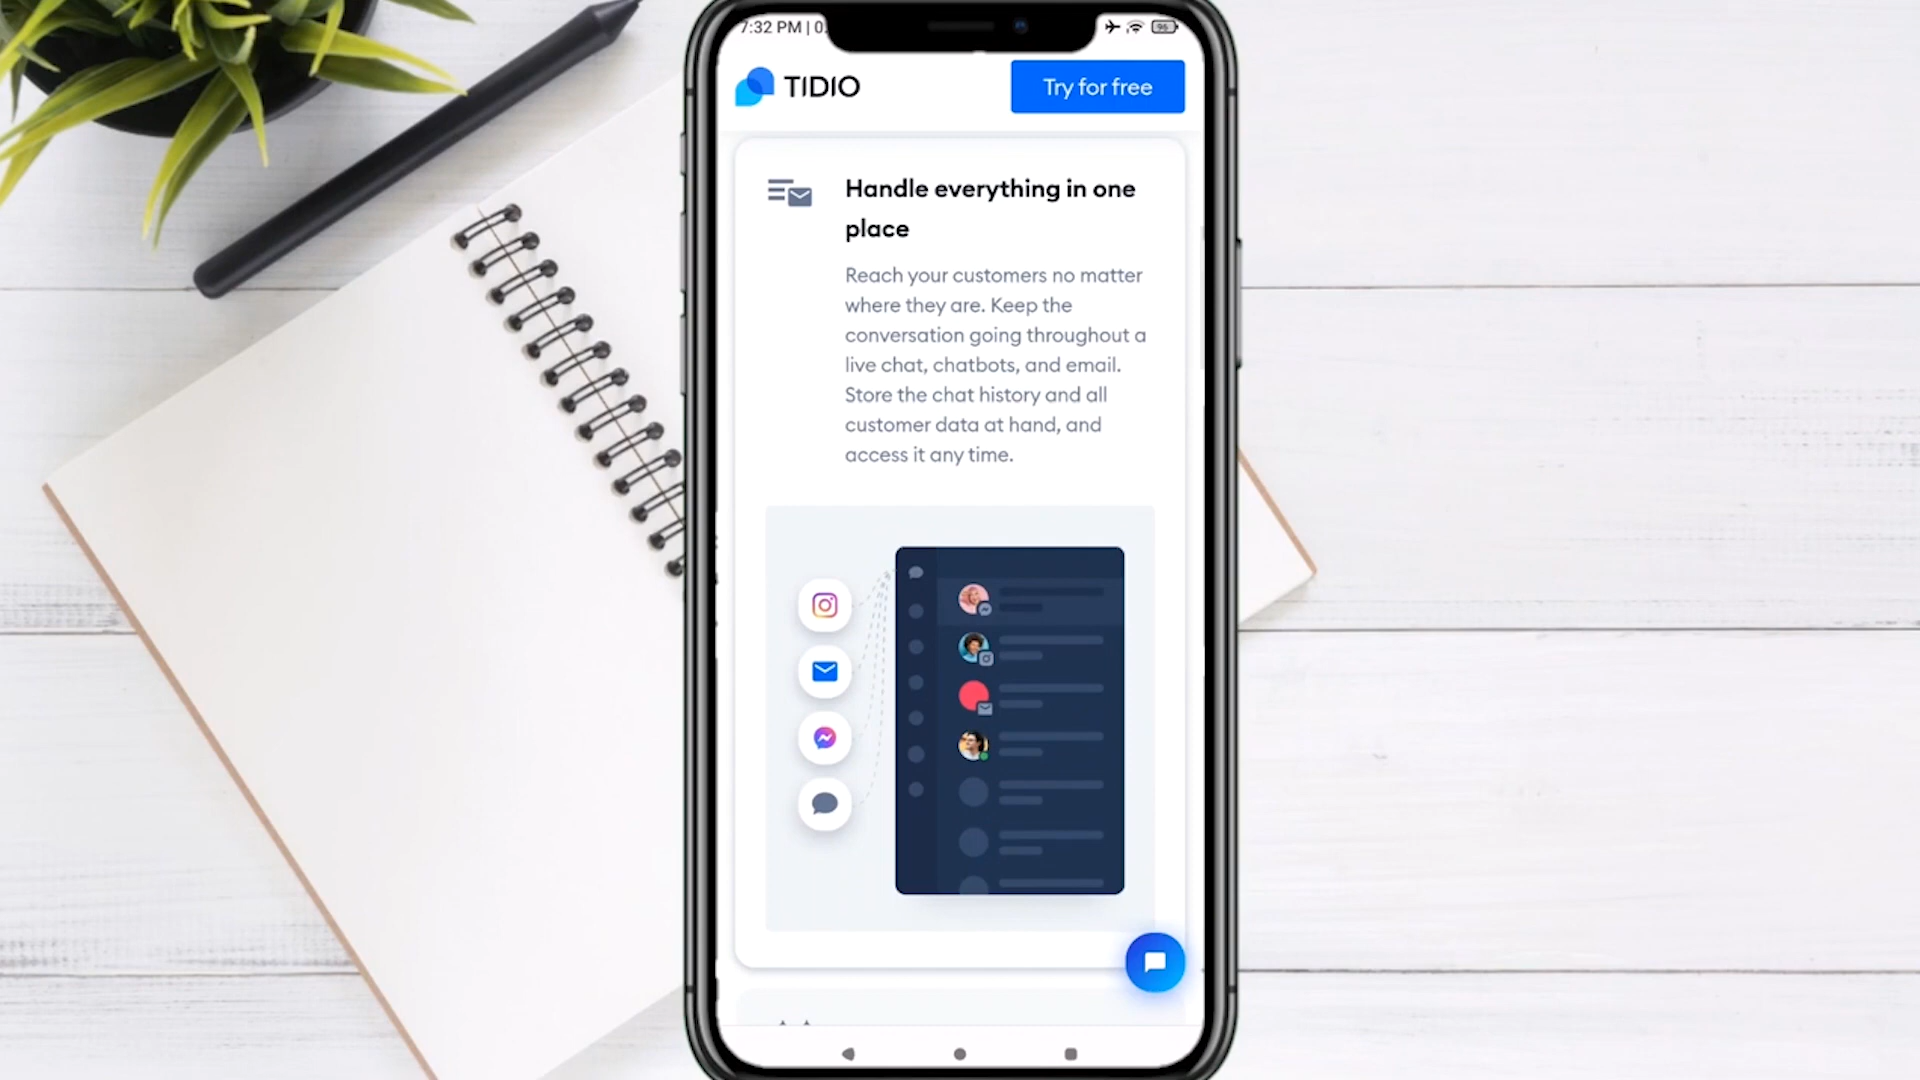 7:32 PM | 0.
96
TIDIO
Try for free
Handle everything in one
place
Reach your customers no matter
where they are. Keep the
conversation going throughout a
live chat, chatbots, and email.
Store the chat history and all
customer data at hand, and
access it any time.